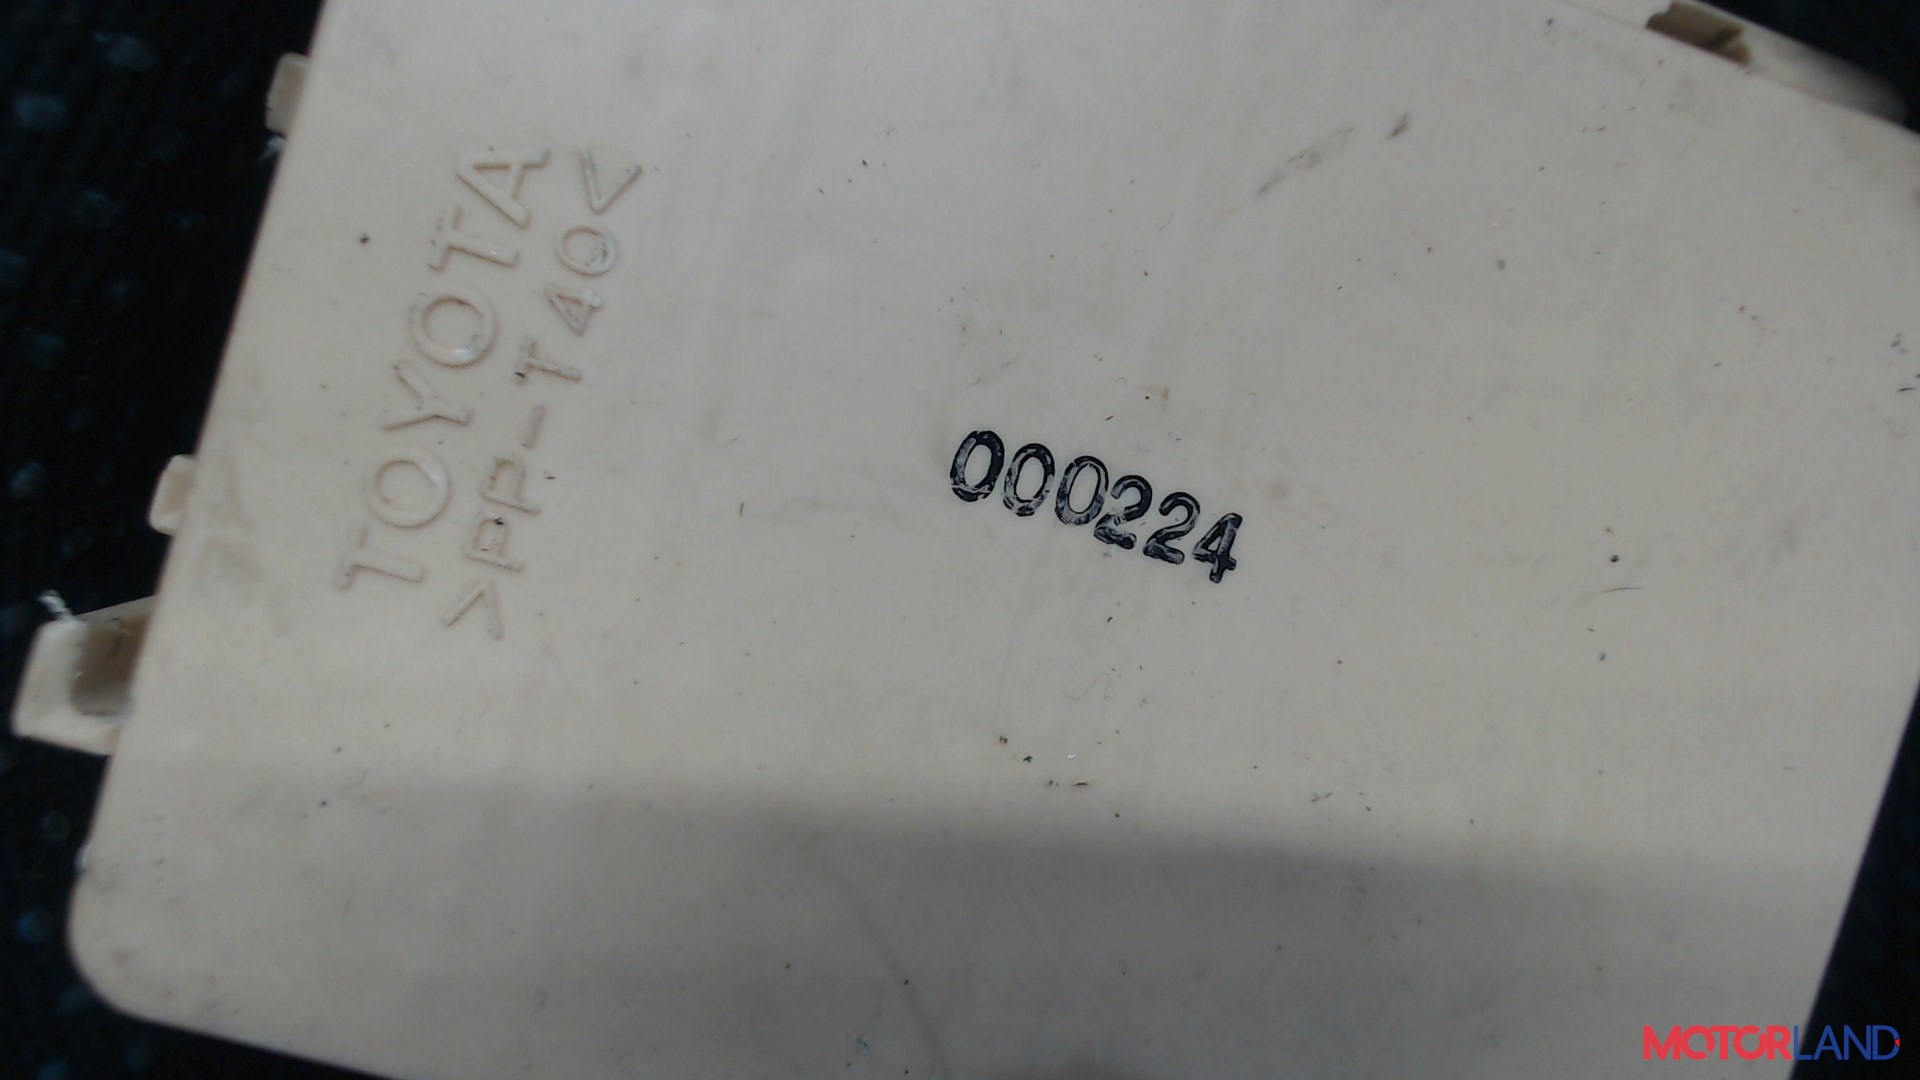 TOYOTA
>PP-T40<
000224
MOTORLAND